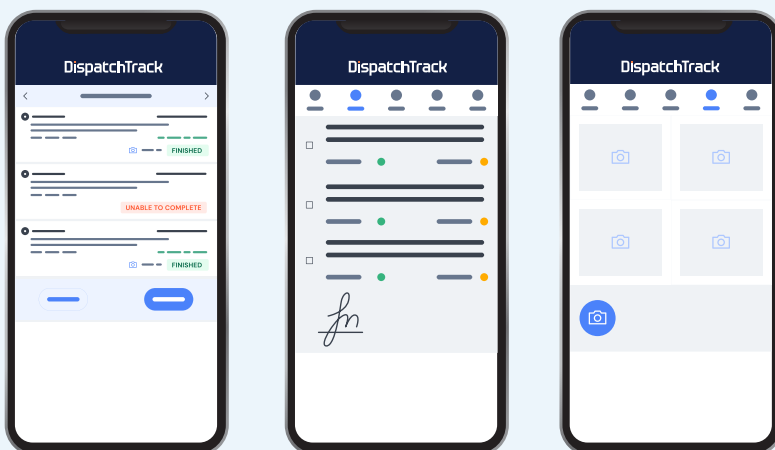 DispatchTrack
FINISHED
UNABLE TO COMPLETE
FINISHED
DispatchTrack
DispatchTrack